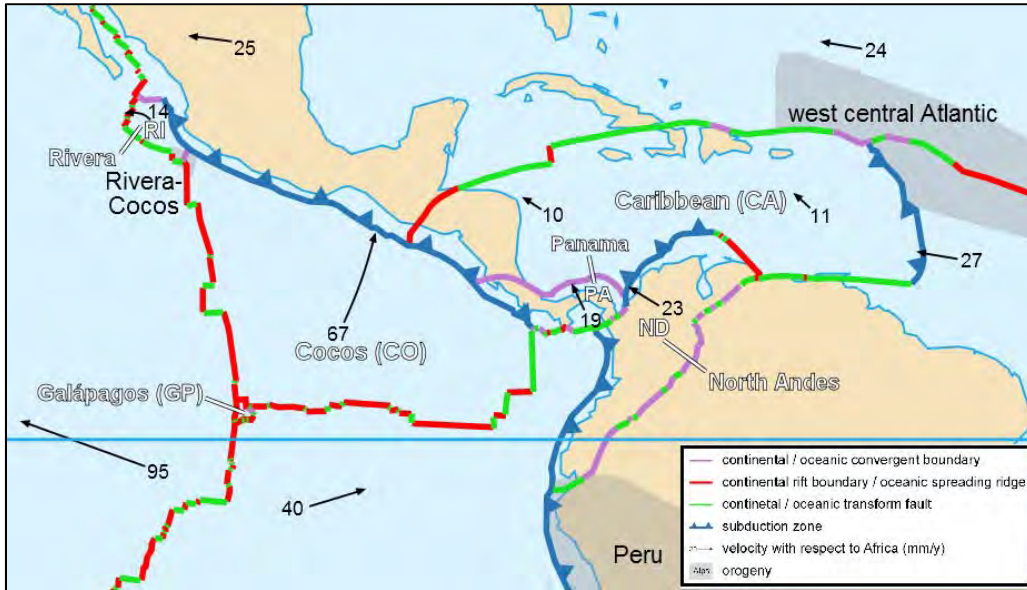 25
24
west central Atlantic
14
RI
Rivera
Rivera-
Cocos
Caribbean (CA)
10
11
Panama
27
PA
23
19
ND
67
Cocos (CO)
North Andes
Galápagos (GP)
95
40
Peru
continental / oceanic convergent boundary
continental rift boundary / oceanic spreading ridge
continetal / oceanic transform fault
subduction zone
velocity with respect to Africa (mm/y)
Alps
orogeny